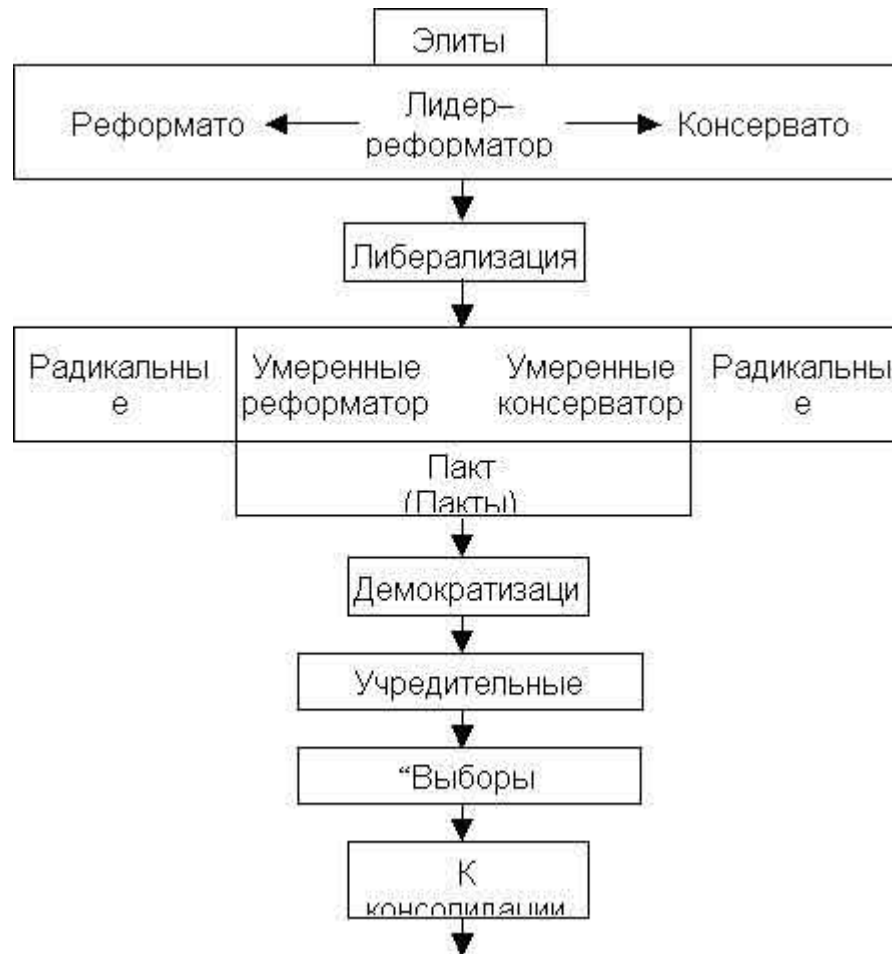 Элиты
Реформато
Лидер–
реформатор
Консервато
Либерализация
Радикальны
е
Умеренные
реформатор
Умеренные
консерватор
Радикальны
е
Пакт
(Пакты)
Демократизаци
Учредительные
“Выборы
К
консолидации